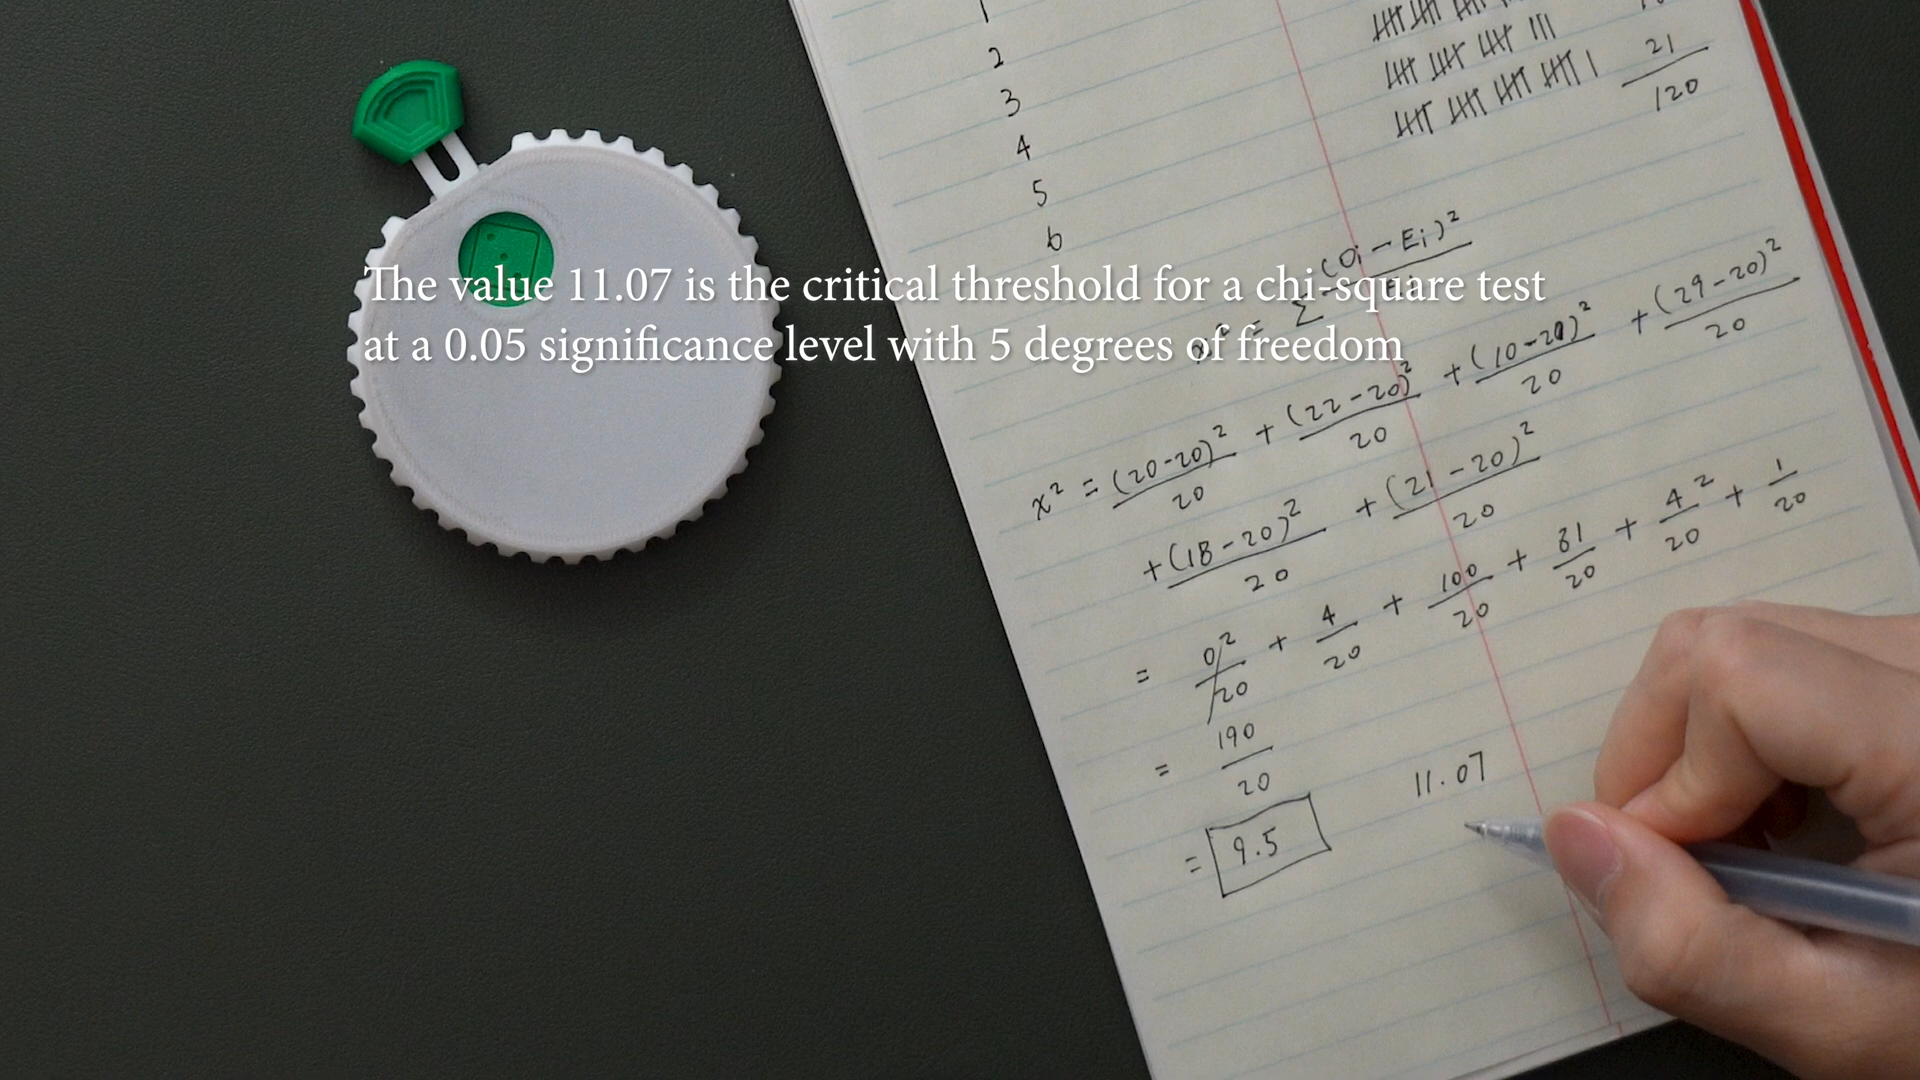 1
2
3
4
5
6
21
120
The value 11.07 is the critical threshold for a chi-square test
at a 0.05 significance level with 5 degrees of freedom
x² = Σ (Oi - Ei)²
x² = (20-20)²/20 + (22-20)²/20 + (10-20)²/20 + (29-20)²/20
+ (18-20)²/20 + (21-20)²/20
= 0²/20 + 4/20 + 100/20 + 81/20 + 4²/20 + 1/20
= 190/20
11.07
= 9.5